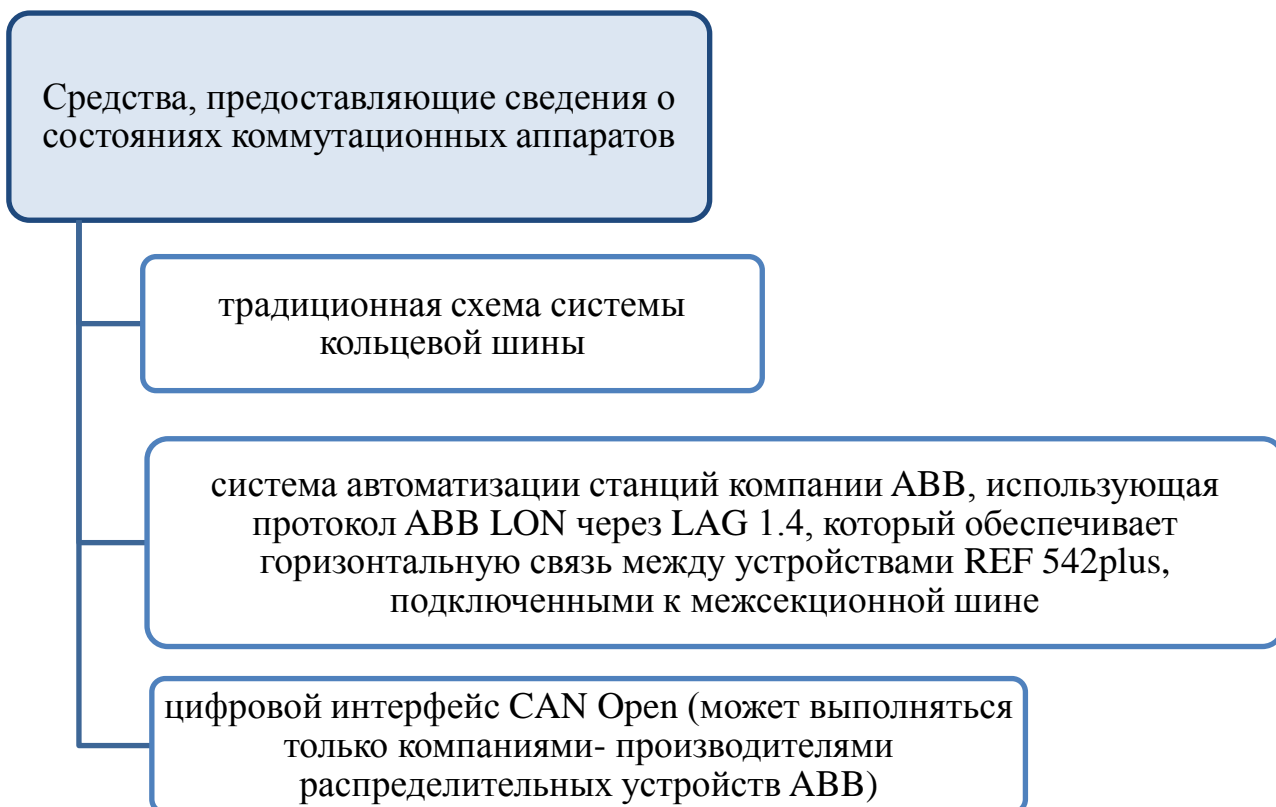 Средства, предоставляющие сведения о
состояниях коммутационных аппаратов
традиционная схема системы
кольцевой шины
система автоматизации станций компании ABB, использующая
протокол ABB LON через LAG 1.4, который обеспечивает
горизонтальную связь между устройствами REF 542plus,
подключенными к межсекционной шине
цифровой интерфейс CAN Open (может выполняться
только компаниями- производителями
распределительных устройств ABB)